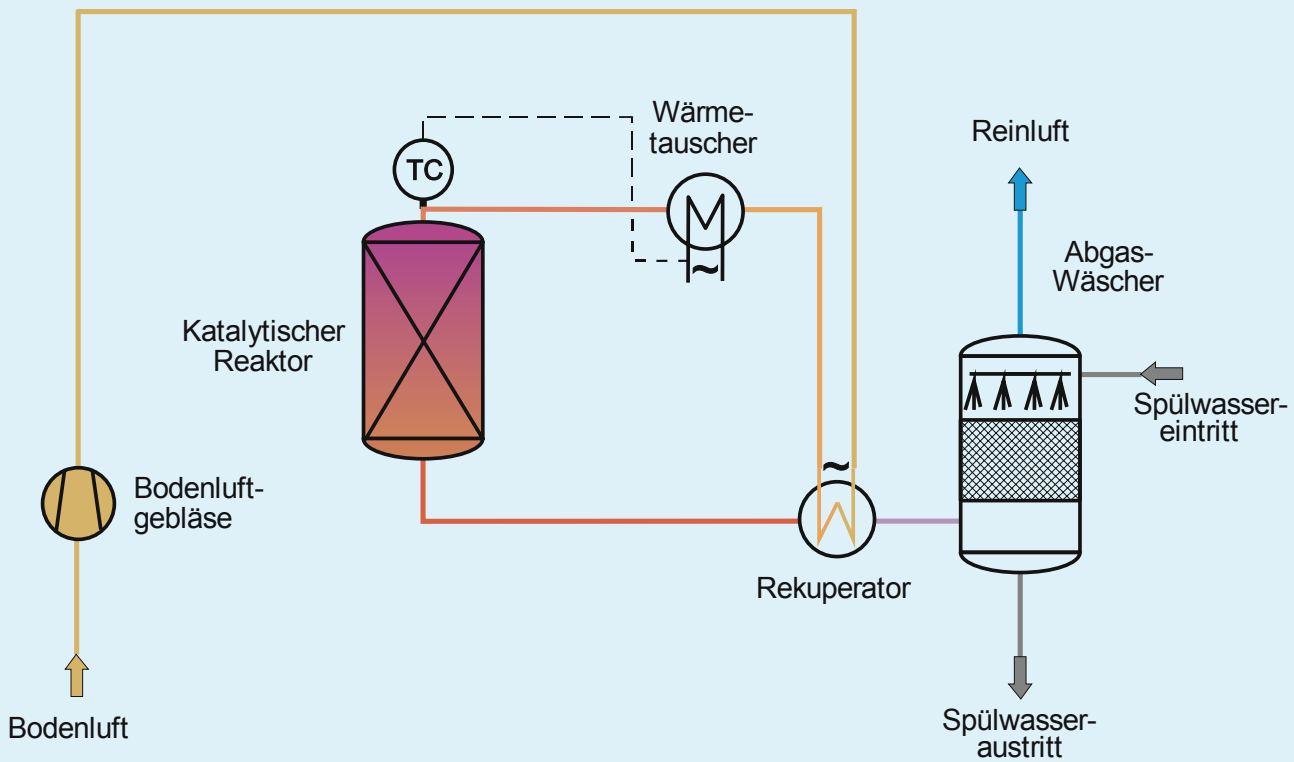 Wärme-
tauscher
Reinluft
TC
Abgas-
Wäscher
Katalytischer
Reaktor
Spülwasser-
eintritt
Bodenluft-
gebläse
Rekuperator
Bodenluft
Spülwasser-
austritt